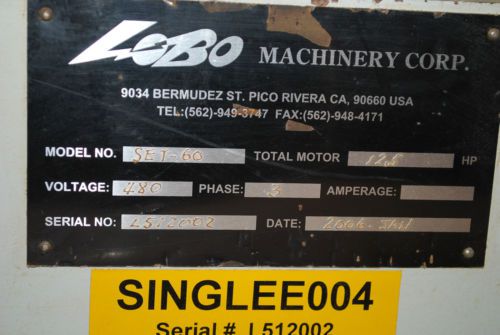 LOBO MACHINERY CORP.
9034 BERMUDEZ ST. PICO RIVERA CA, 90660 USA
TEL:(562)-949-3747 FAX:(562)-948-4171
MODEL NO. SET-60 TOTAL MOTOR 12.5 HP
VOLTAGE: 480 PHASE: 3 AMPERAGE:
SERIAL NO: L512002 DATE: 2006.
SINGLEE004
Serial # L512002